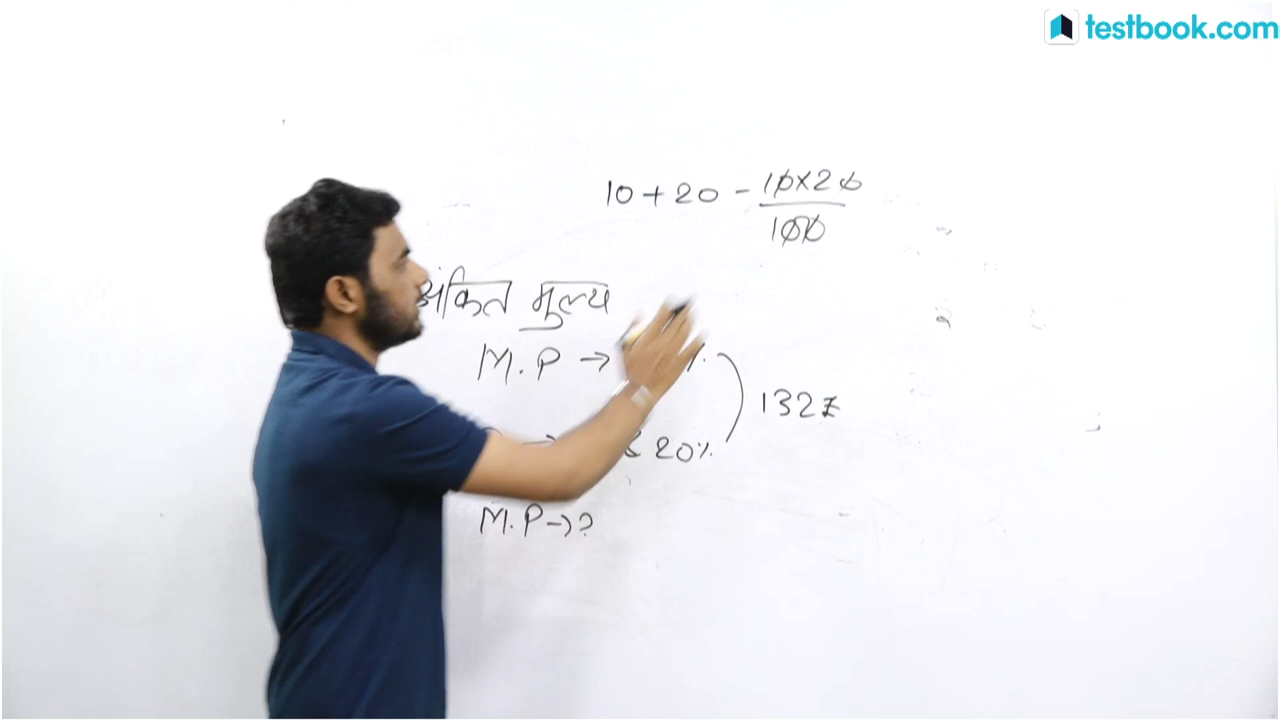 testbook.com
10 + 20 - 10×20
100
अंकित मुल्य
M.P →
132₹
& 20%
M.P → ?